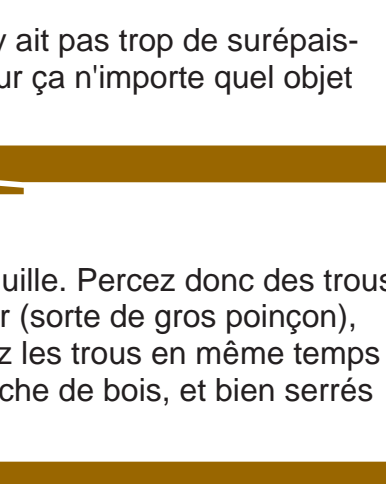 y ait pas trop de surépais-
ur ça n'importe quel objet
uille. Percez donc des trous
r (sorte de gros poinçon),
z les trous en même temps
che de bois, et bien serrés